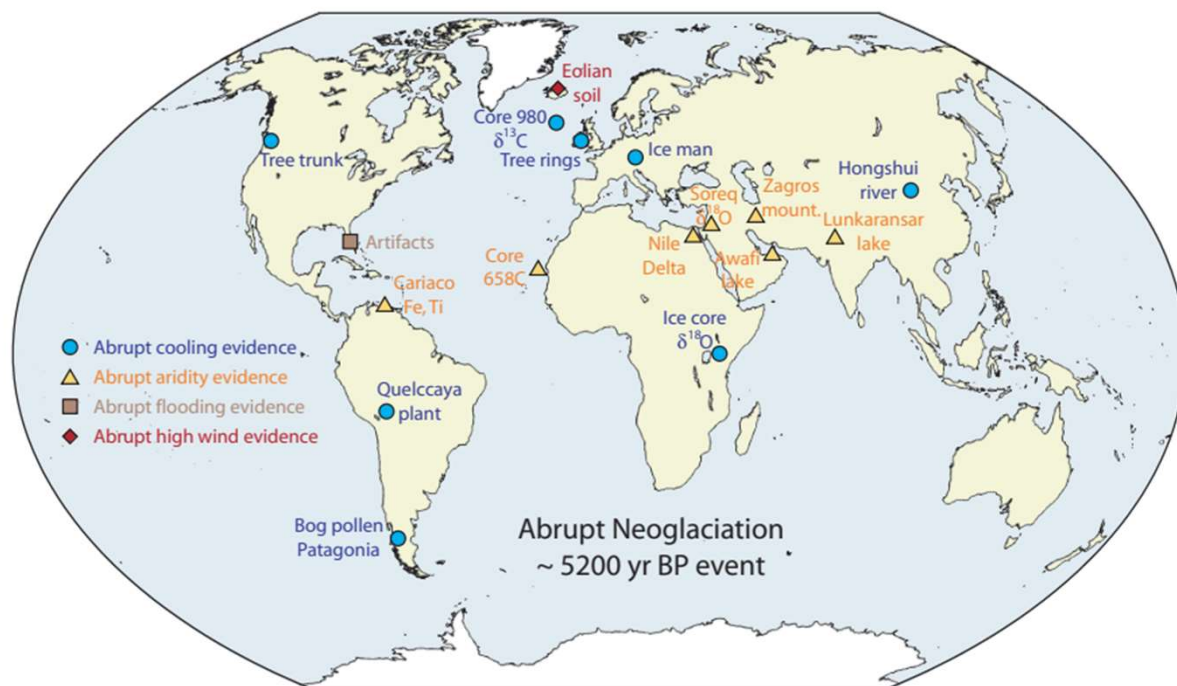 Eolian
soil
Core 980
δ¹³C
Tree rings
Tree trunk
Ice man
Hongshui
river
Soreq
δ¹⁸O
Zagros
mount.
Lunkaransar
lake
Artifacts
Core
658C
Nile
Delta
Awafi
lake
Cariaco
Fe, Ti
Ice core
δ¹⁸O
Abrupt cooling evidence
Abrupt aridity evidence
Abrupt flooding evidence
Abrupt high wind evidence
Quelccaya
plant
Bog pollen
Patagonia
Abrupt Neoglaciation
~ 5200 yr BP event